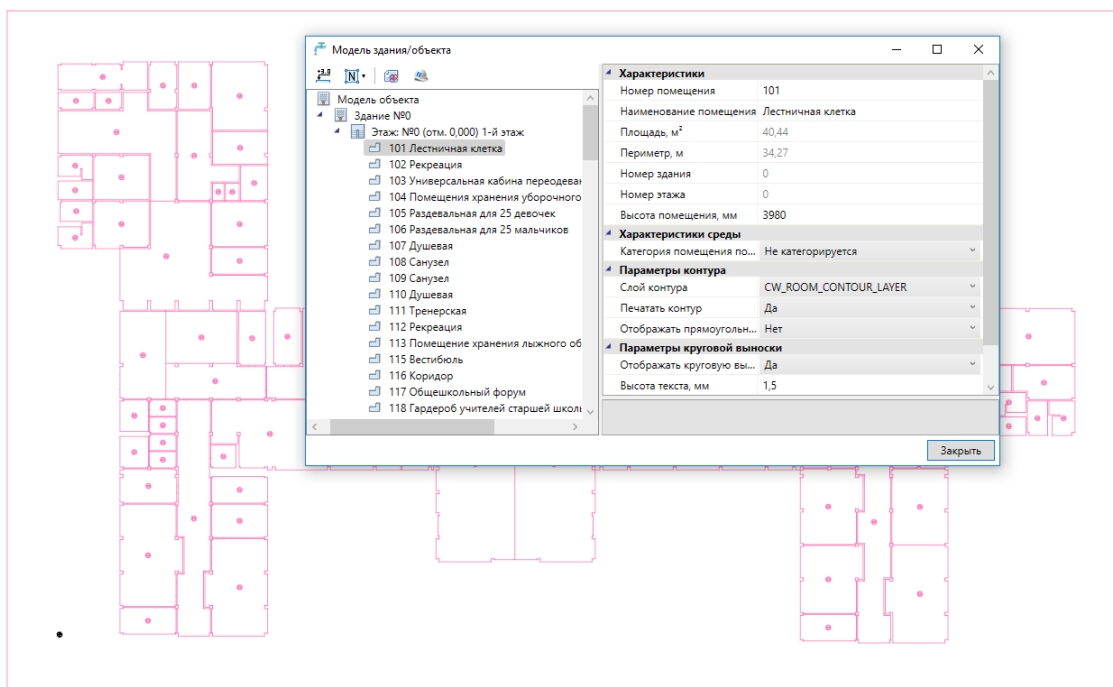 Модель здания/объекта
Модель объекта
Здание №0
Этаж: №0 (отм. 0,000) 1-й этаж
101 Лестничная клетка
102 Рекреация
103 Универсальная кабина переодеван
104 Помещения хранения уборочного
105 Раздевальная для 25 девочек
106 Раздевальная для 25 мальчиков
107 Душевая
108 Санузел
109 Санузел
110 Душевая
111 Тренерская
112 Рекреация
113 Помещение хранения лыжного об
115 Вестибюль
116 Коридор
117 Общешкольный форум
118 Гардероб учителей старшей школь
Характеристики
Номер помещения 101
Наименование помещения Лестничная клетка
Площадь, м² 40,44
Периметр, м 34,27
Номер здания 0
Номер этажа 0
Высота помещения, мм 3980
Характеристики среды
Категория помещения по... Не категорируется
Параметры контура
Слой контура CW_ROOM_CONTOUR_LAYER
Печатать контур Да
Отображать прямоугольн... Нет
Параметры круговой выноски
Отображать круговую вы... Да
Высота текста, мм 1,5
Закрыть